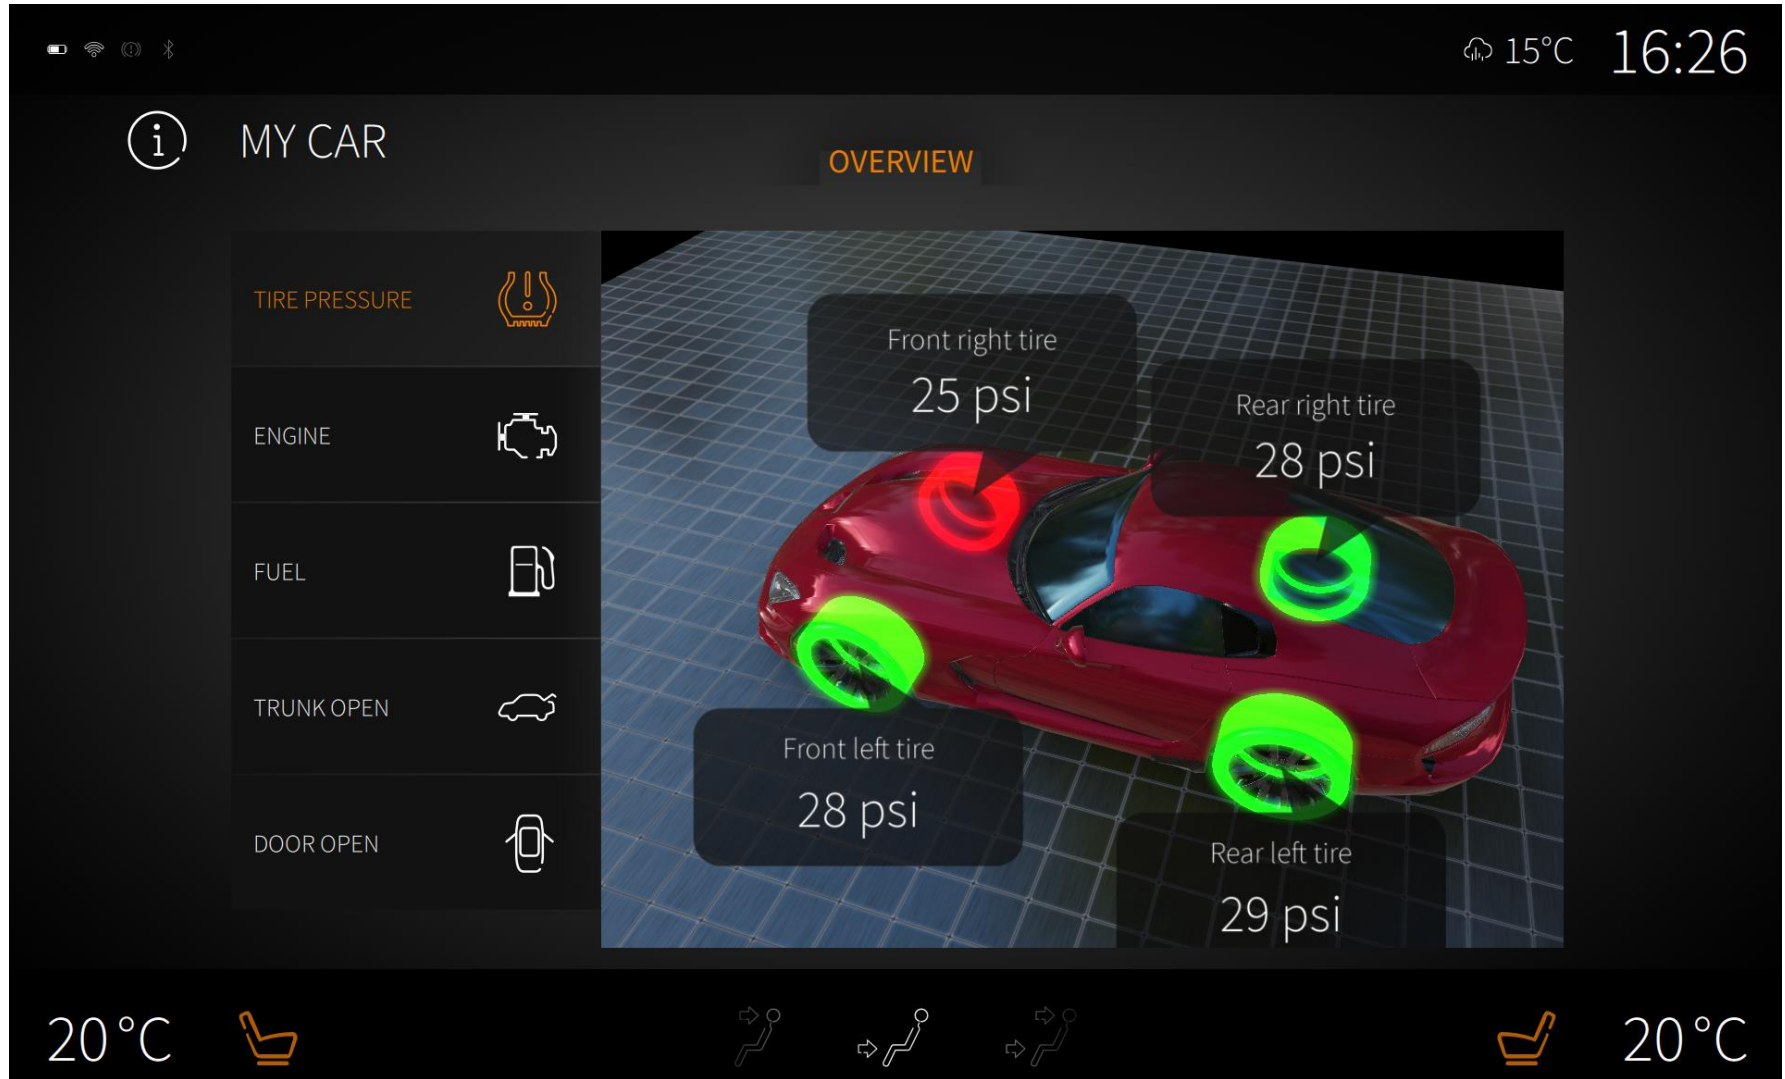 15°C 16:26
MY CAR
OVERVIEW
TIRE PRESSURE
ENGINE
FUEL
TRUNK OPEN
DOOR OPEN
Front right tire
25 psi
Rear right tire
28 psi
Front left tire
28 psi
Rear left tire
29 psi
20°C
20°C